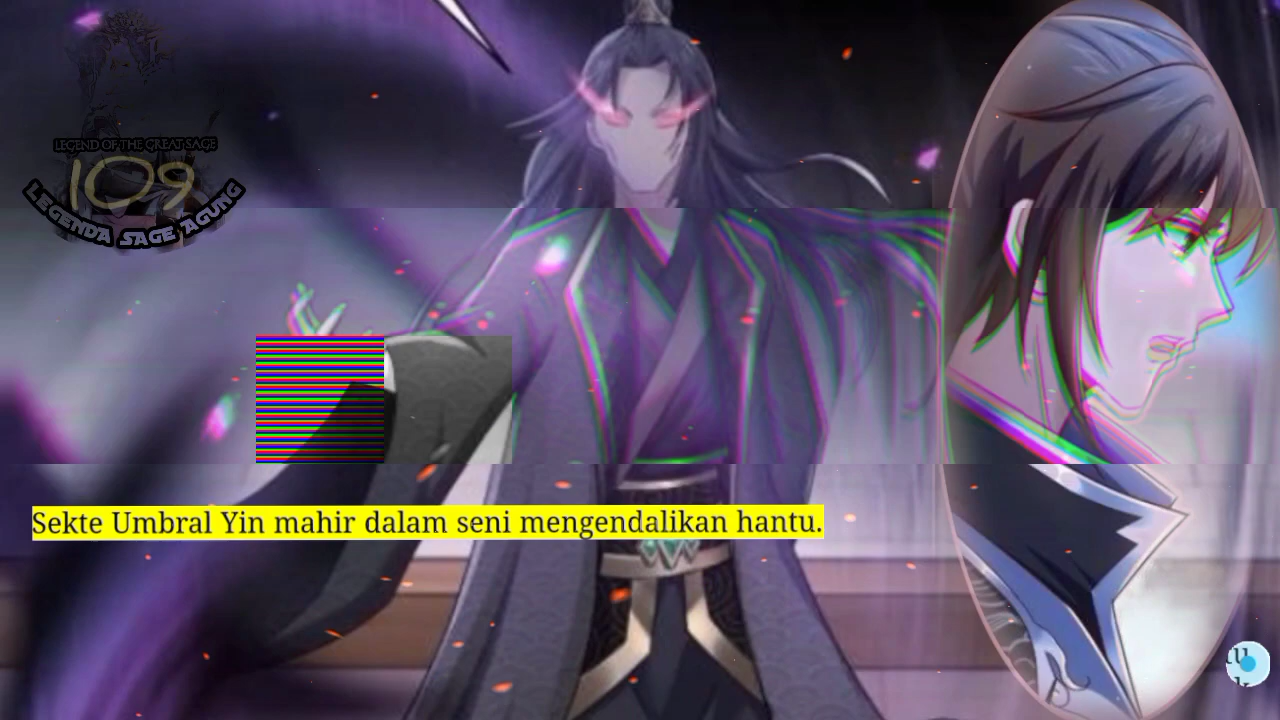 LEGEND OF THE GREAT SAGE
109
LEGENDA SAGE AGUNG
Sekte Umbral Yin mahir dalam seni mengendalikan hantu.